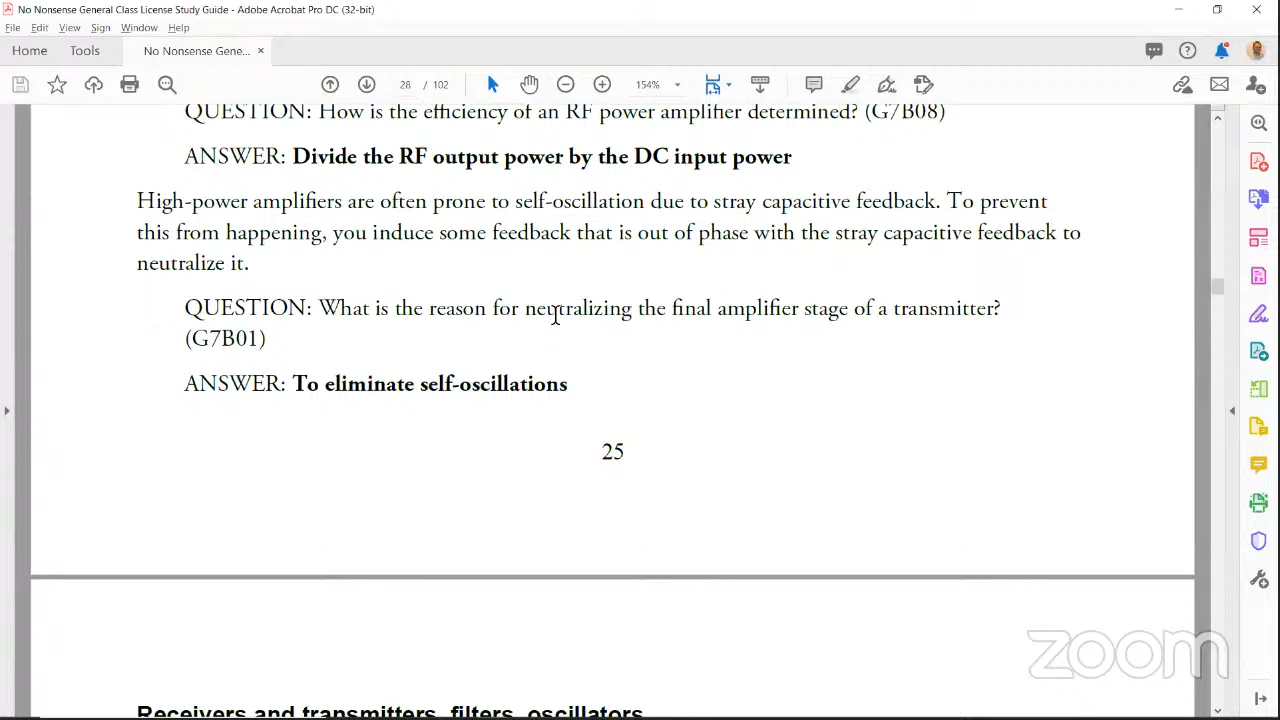 No Nonsense General Class License Study Guide - Adobe Acrobat Pro DC (32-bit)
File Edit View Sign Window Help
Home Tools No Nonsense Gene... ×
28 / 102 154%
QUESTION: How is the efficiency of an RF power amplifier determined? (G7B08)
ANSWER: Divide the RF output power by the DC input power
High-power amplifiers are often prone to self-oscillation due to stray capacitive feedback. To prevent
this from happening, you induce some feedback that is out of phase with the stray capacitive feedback to
neutralize it.
QUESTION: What is the reason for neutralizing the final amplifier stage of a transmitter?
(G7B01)
ANSWER: To eliminate self-oscillations
25
zoom
Receivers and transmitters, filters, oscillators